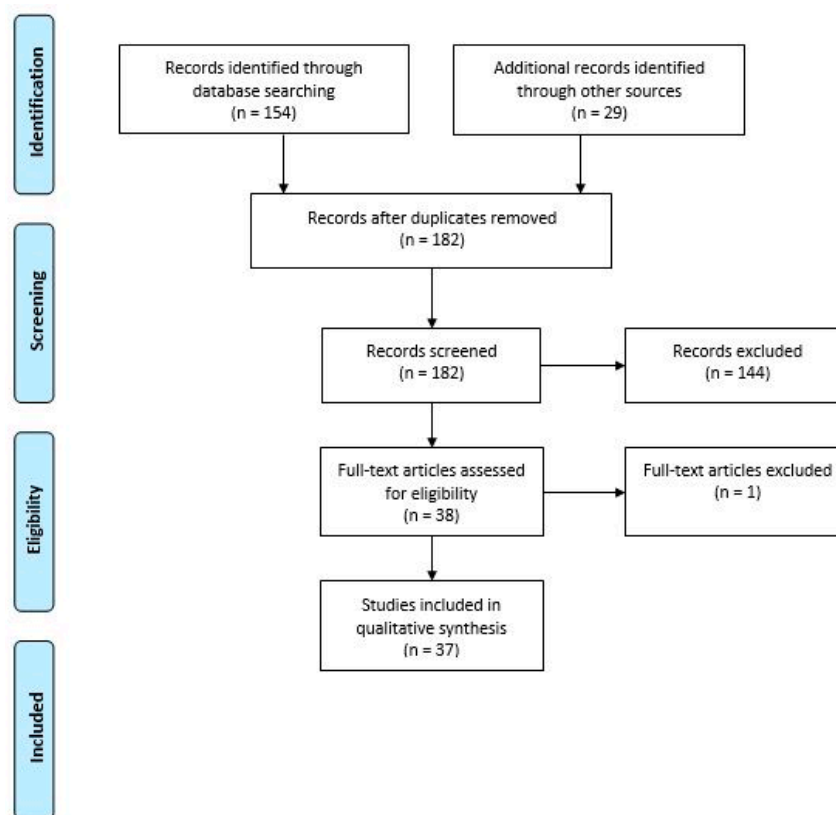 Identification
Records identified through
database searching
(n = 154)
Additional records identified
through other sources
(n = 29)
Records after duplicates removed
(n = 182)
Screening
Records screened
(n = 182)
Records excluded
(n = 144)
Eligibility
Full-text articles assessed
for eligibility
(n = 38)
Full-text articles excluded
(n = 1)
Studies included in
qualitative synthesis
(n = 37)
Included